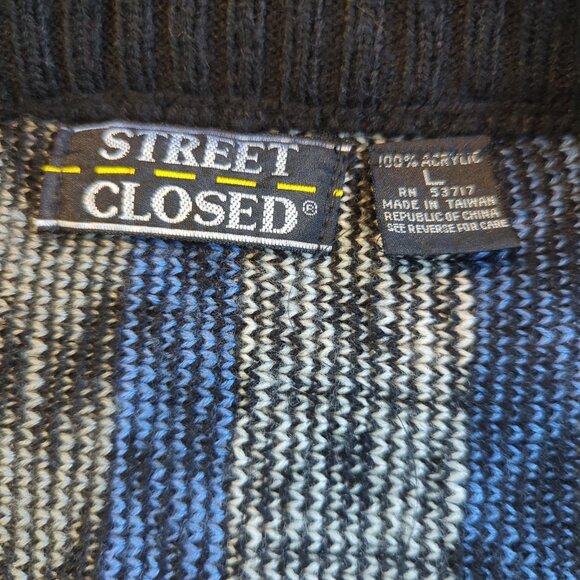 STREET
CLOSED®
100% ACRYLIC
L
RN 53717
MADE IN TAIWAN
REPUBLIC OF CHINA
SEE REVERSE FOR CARE